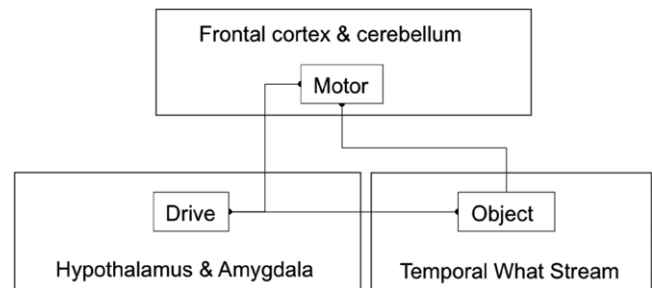 Frontal cortex & cerebellum
Motor
Drive
Object
Hypothalamus & Amygdala
Temporal What Stream